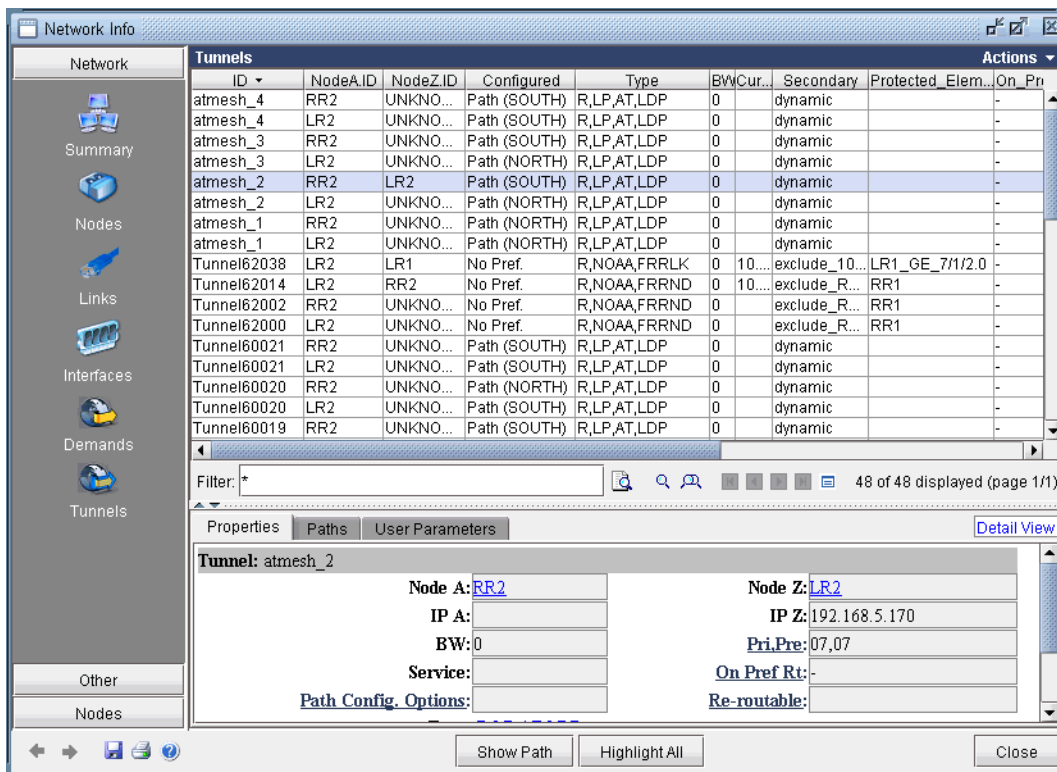 Network Info
Network
Summary
Nodes
Links
Interfaces
Demands
Tunnels
Other
Nodes
Tunnels Actions
ID NodeA.ID NodeZ.ID Configured Type BW Cur... Secondary Protected_Elem... On_Pr
atmesh_4 RR2 UNKNO... Path (SOUTH) R,LP,AT,LDP 0 dynamic -
atmesh_4 LR2 UNKNO... Path (SOUTH) R,LP,AT,LDP 0 dynamic -
atmesh_3 RR2 UNKNO... Path (SOUTH) R,LP,AT,LDP 0 dynamic -
atmesh_3 LR2 UNKNO... Path (NORTH) R,LP,AT,LDP 0 dynamic -
atmesh_2 RR2 LR2 Path (SOUTH) R,LP,AT,LDP 0 dynamic -
atmesh_2 LR2 UNKNO... Path (NORTH) R,LP,AT,LDP 0 dynamic -
atmesh_1 RR2 UNKNO... Path (NORTH) R,LP,AT,LDP 0 dynamic -
atmesh_1 LR2 UNKNO... Path (NORTH) R,LP,AT,LDP 0 dynamic -
Tunnel62038 LR2 LR1 No Pref. R,NOAA,FRRLK 0 10.... exclude_10... LR1_GE_7/1/2.0 -
Tunnel62014 LR2 RR2 No Pref. R,NOAA,FRRND 0 10.... exclude_R... RR1 -
Tunnel62002 RR2 UNKNO... No Pref. R,NOAA,FRRND 0 exclude_R... RR1 -
Tunnel62000 LR2 UNKNO... No Pref. R,NOAA,FRRND 0 exclude_R... RR1 -
Tunnel60021 RR2 UNKNO... Path (SOUTH) R,LP,AT,LDP 0 dynamic -
Tunnel60021 LR2 UNKNO... Path (SOUTH) R,LP,AT,LDP 0 dynamic -
Tunnel60020 RR2 UNKNO... Path (NORTH) R,LP,AT,LDP 0 dynamic -
Tunnel60020 LR2 UNKNO... Path (SOUTH) R,LP,AT,LDP 0 dynamic -
Tunnel60019 RR2 UNKNO... Path (SOUTH) R,LP,AT,LDP 0 dynamic -
Filter: * 48 of 48 displayed (page 1/1)
Properties Paths User Parameters Detail View
Tunnel: atmesh_2
Node A: RR2 Node Z: LR2
IP A: IP Z: 192.168.5.170
BW: 0 Pri,Pre: 07,07
Service: On Pref Rt: -
Path Config. Options: Re-routable:
Show Path Highlight All Close